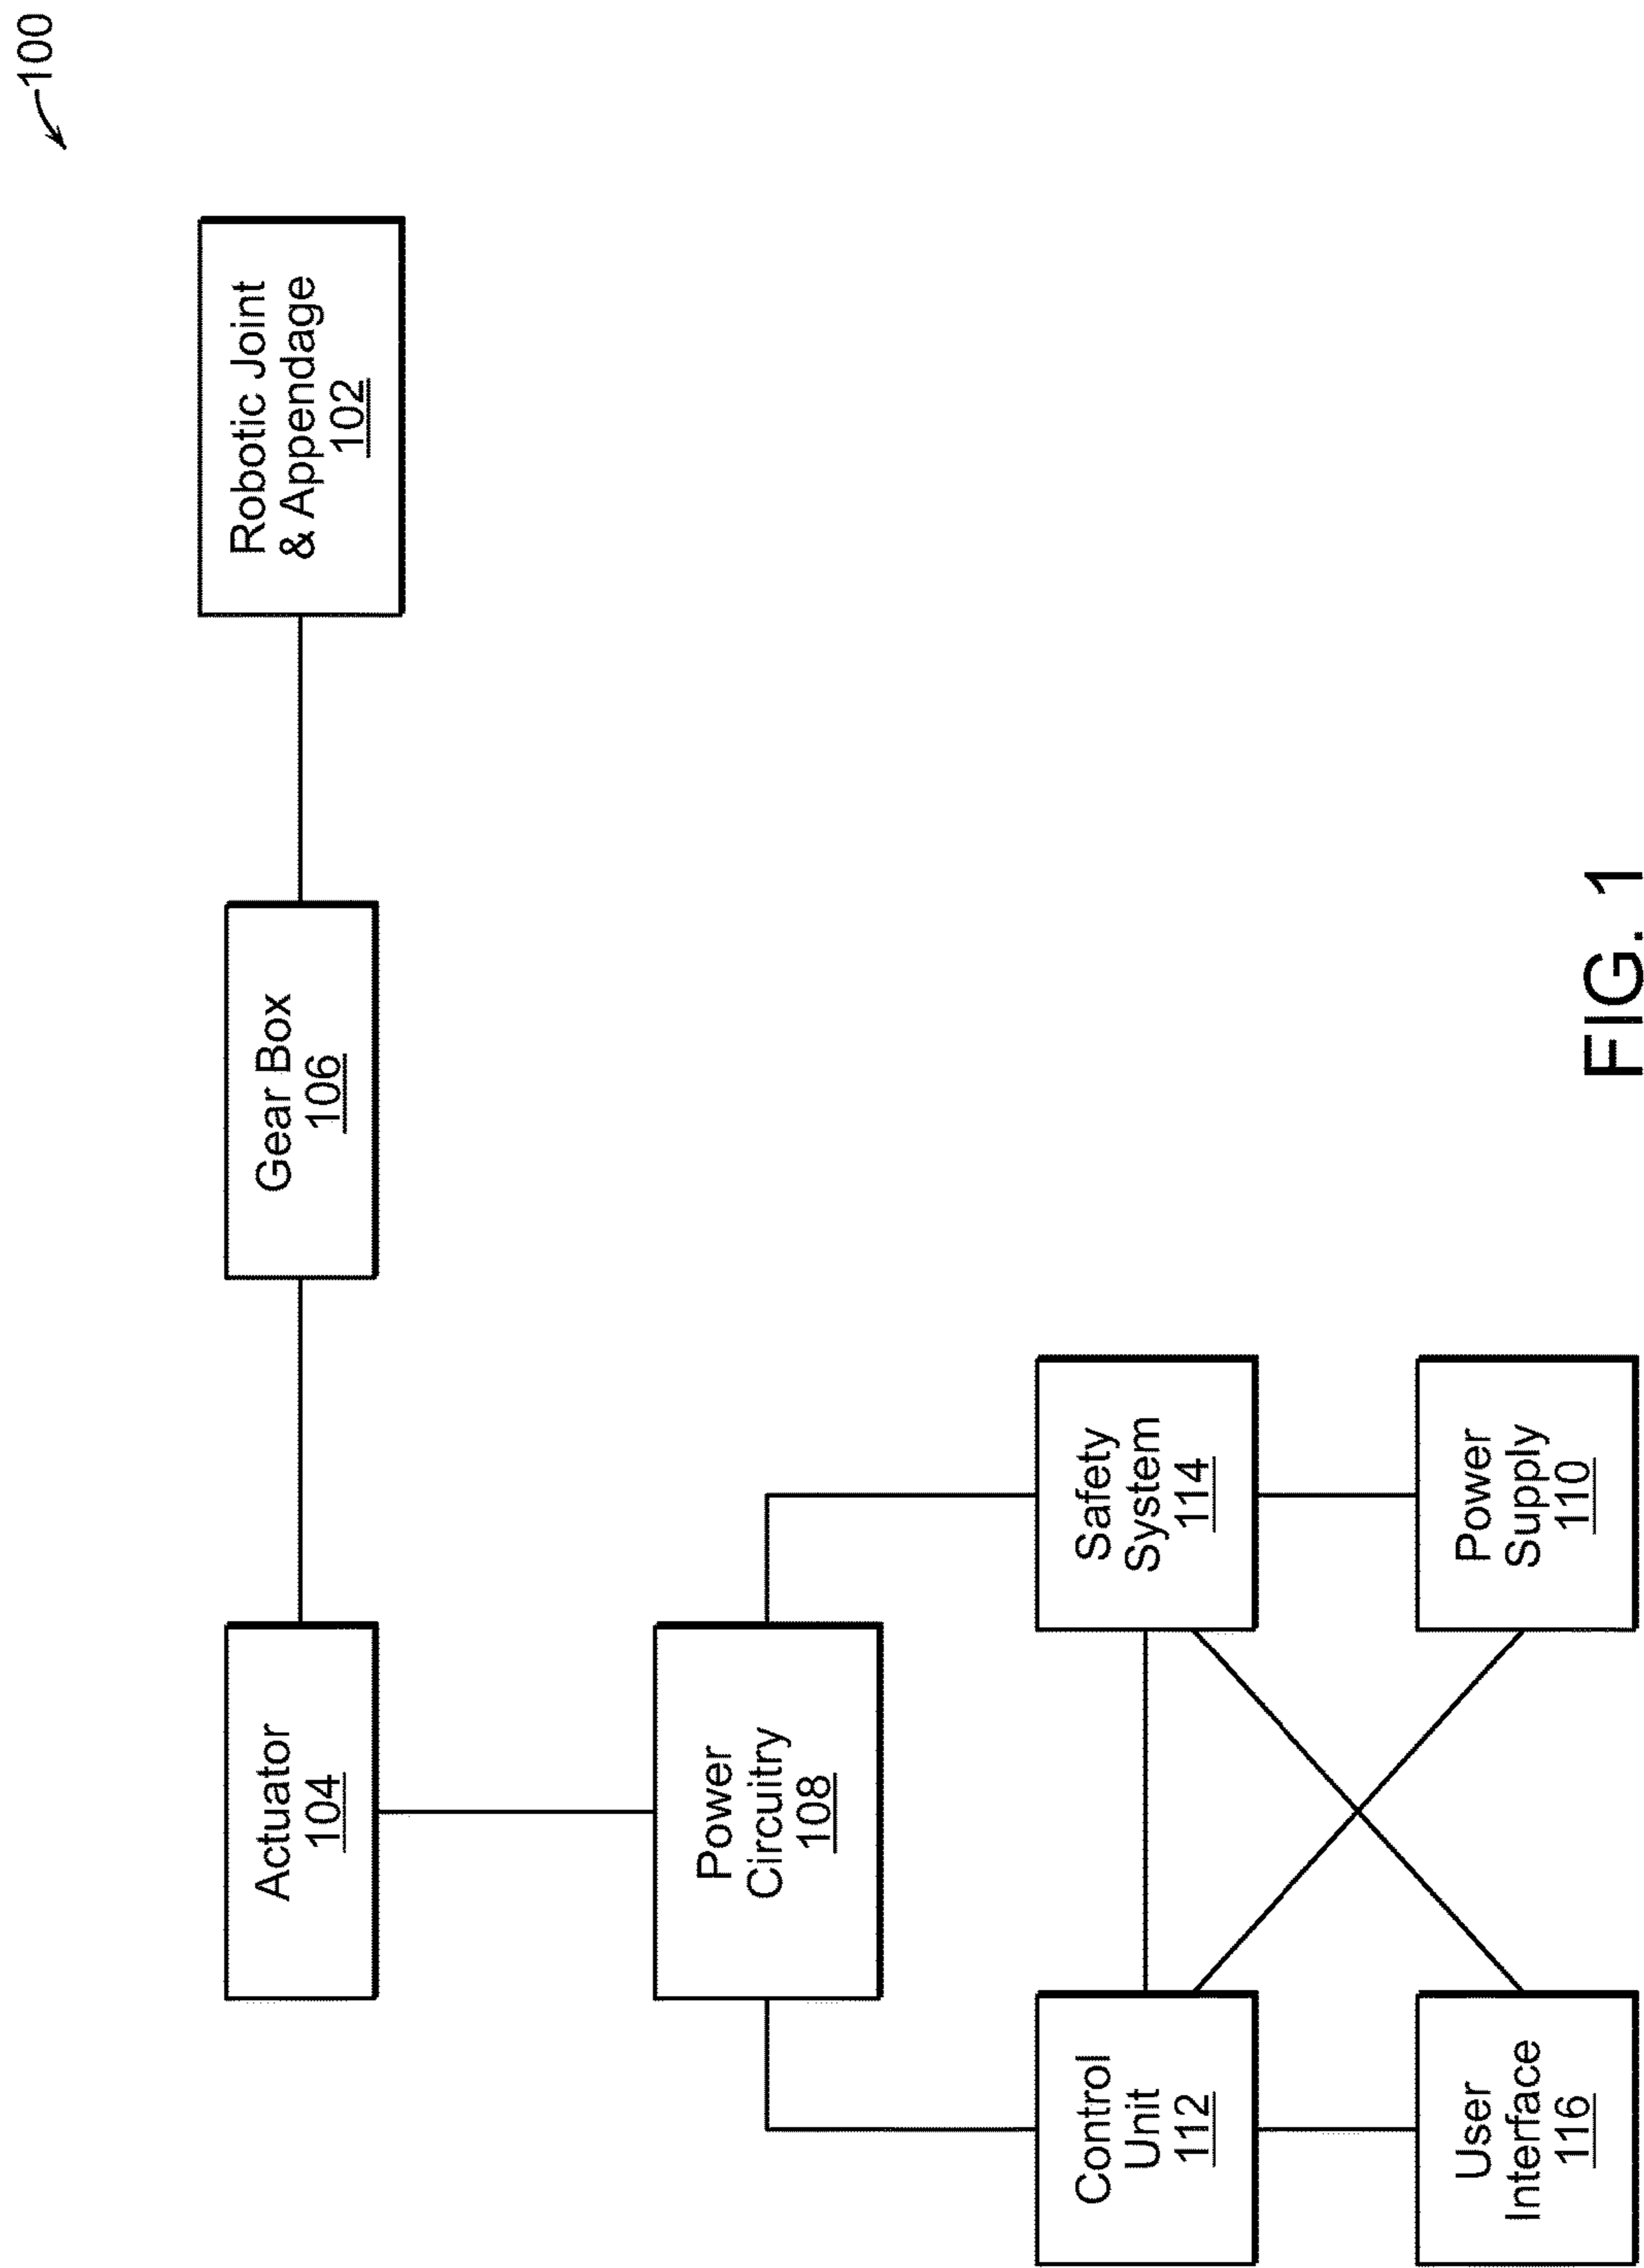 100
Actuator
104
Gear Box
106
Robotic Joint
& Appendage
102
Power
Circuitry
108
Control
Unit
112
Safety
System
114
User
Interface
116
Power
Supply
110
FIG. 1